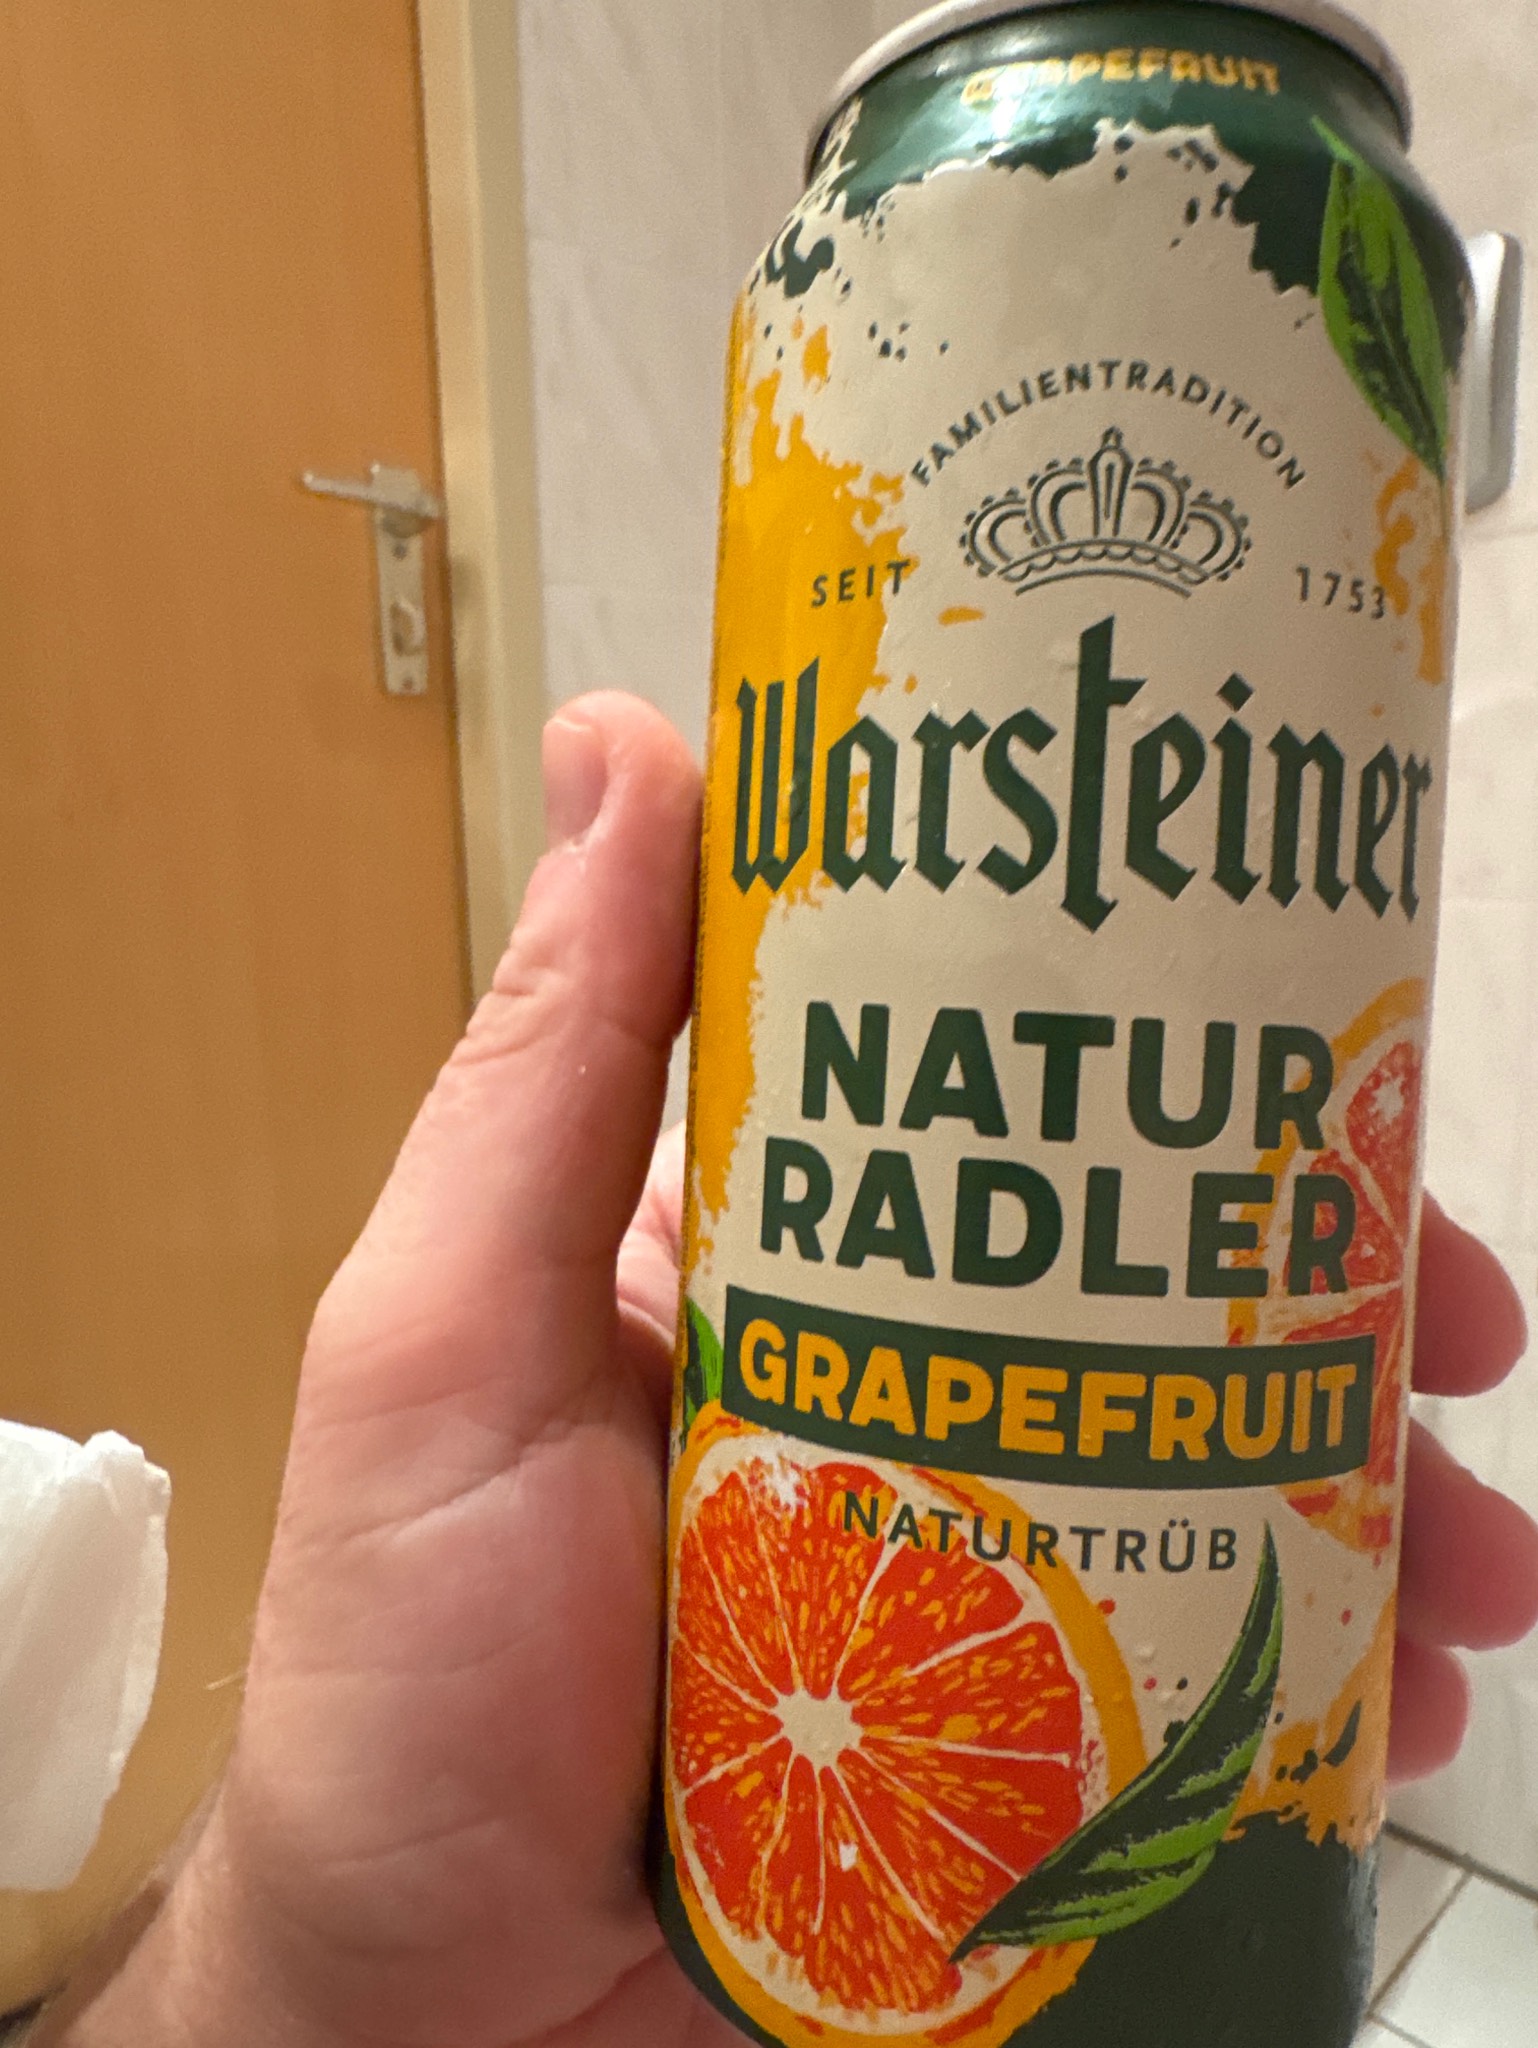 GRAPEFRUIT
FAMILIENTRADITION
SEIT 1753
Warsteiner
NATUR
RADLER
GRAPEFRUIT
NATURTRÜB